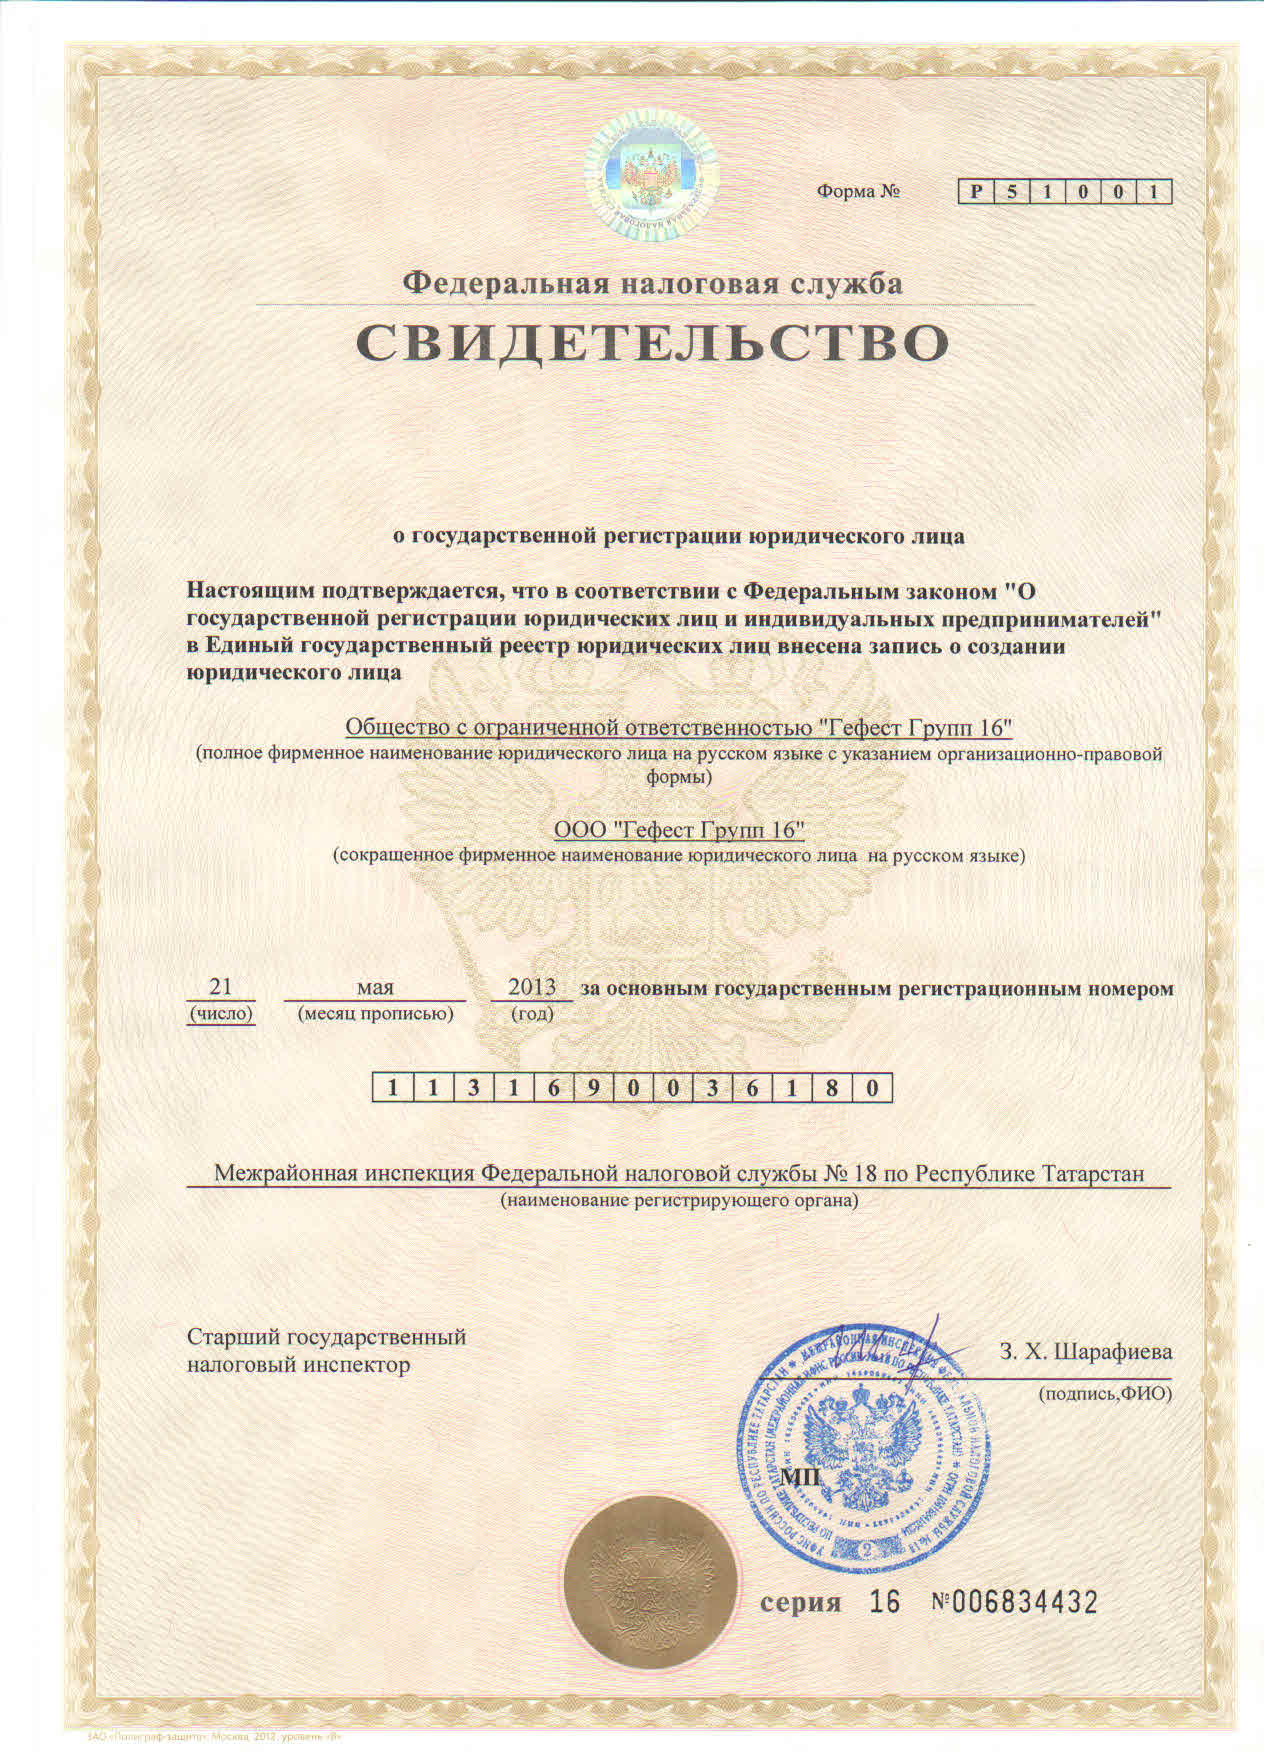 Форма № Р 5 1 0 0 1
Федеральная налоговая служба
СВИДЕТЕЛЬСТВО
о государственной регистрации юридического лица
Настоящим подтверждается, что в соответствии с Федеральным законом "О
государственной регистрации юридических лиц и индивидуальных предпринимателей"
в Единый государственный реестр юридических лиц внесена запись о создании
юридического лица
Общество с ограниченной ответственностью "Гефест Групп 16"
(полное фирменное наименование юридического лица на русском языке с указанием организационно-правовой
формы)
ООО "Гефест Групп 16"
(сокращенное фирменное наименование юридического лица на русском языке)
21 мая 2013 за основным государственным регистрационным номером
(число) (месяц прописью) (год)
1 1 3 1 6 9 0 0 3 6 1 8 0
Межрайонная инспекция Федеральной налоговой службы № 18 по Республике Татарстан
(наименование регистрирующего органа)
Старший государственный
налоговый инспектор
З. Х. Шарафиева
(подпись,ФИО)
МП
2
серия 16 №006834432
ЗАО «Полиграф-защита», Москва, 2012, уровень «В»